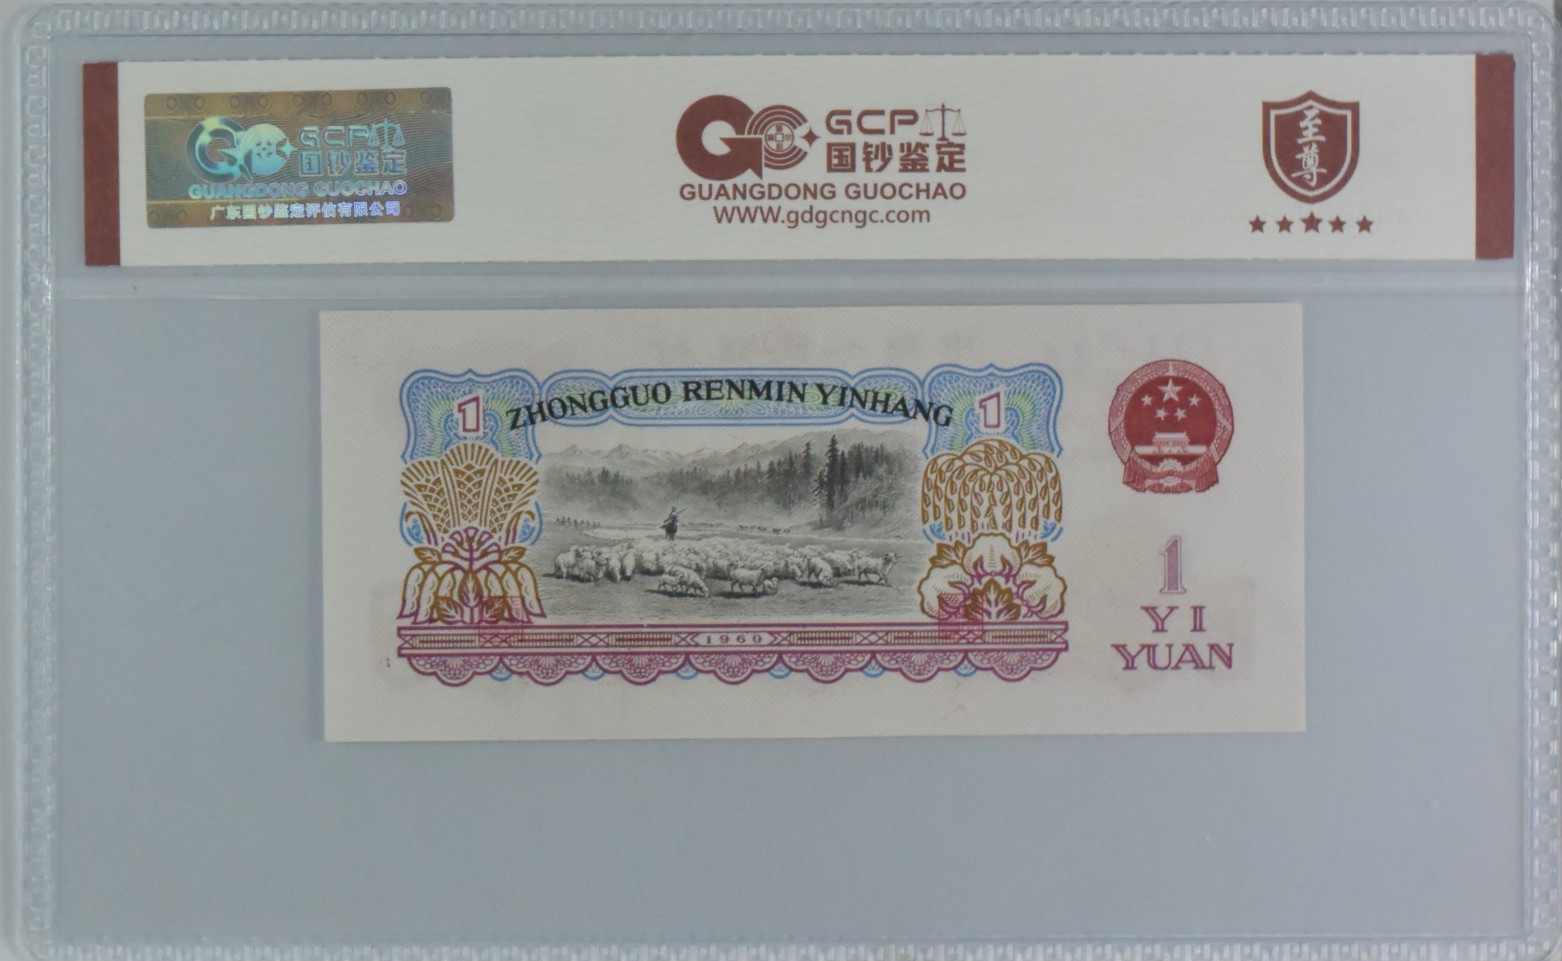 GCP
国钞鉴定
GUANGDONG GUOCHAO
广东国钞鉴定评估有限公司
GCP
国钞鉴定
GUANGDONG GUOCHAO
WWW.gdgcngc.com
至尊
1 ZHONGGUO RENMIN YINHANG 1
1
YI
YUAN
1960